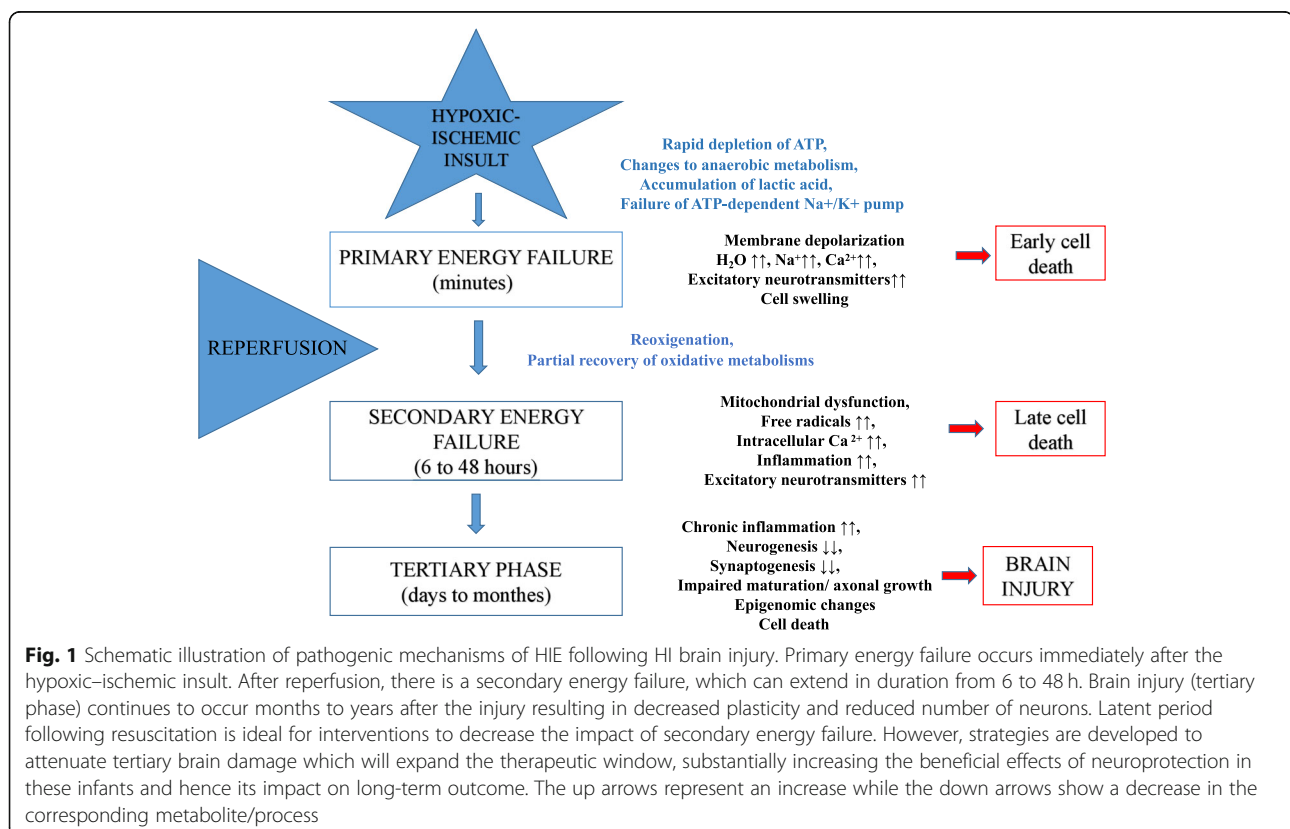 HYPOXIC-
ISCHEMIC
INSULT
Rapid depletion of ATP,
Changes to anaerobic metabolism,
Accumulation of lactic acid,
Failure of ATP-dependent Na+/K+ pump
PRIMARY ENERGY FAILURE
(minutes)
Membrane depolarization
H₂O ↑↑, Na⁺↑↑, Ca²⁺↑↑,
Excitatory neurotransmitters↑↑
Cell swelling
Early cell
death
REPERFUSION
Reoxigenation,
Partial recovery of oxidative metabolisms
SECONDARY ENERGY
FAILURE
(6 to 48 hours)
Mitochondrial dysfunction,
Free radicals ↑↑,
Intracellular Ca ²⁺ ↑↑,
Inflammation ↑↑,
Excitatory neurotransmitters ↑↑
Late cell
death
TERTIARY PHASE
(days to monthes)
Chronic inflammation ↑↑,
Neurogenesis ↓↓,
Synaptogenesis ↓↓,
Impaired maturation/ axonal growth
Epigenomic changes
Cell death
BRAIN
INJURY
Fig. 1 Schematic illustration of pathogenic mechanisms of HIE following HI brain injury. Primary energy failure occurs immediately after the
hypoxic–ischemic insult. After reperfusion, there is a secondary energy failure, which can extend in duration from 6 to 48 h. Brain injury (tertiary
phase) continues to occur months to years after the injury resulting in decreased plasticity and reduced number of neurons. Latent period
following resuscitation is ideal for interventions to decrease the impact of secondary energy failure. However, strategies are developed to
attenuate tertiary brain damage which will expand the therapeutic window, substantially increasing the beneficial effects of neuroprotection in
these infants and hence its impact on long-term outcome. The up arrows represent an increase while the down arrows show a decrease in the
corresponding metabolite/process